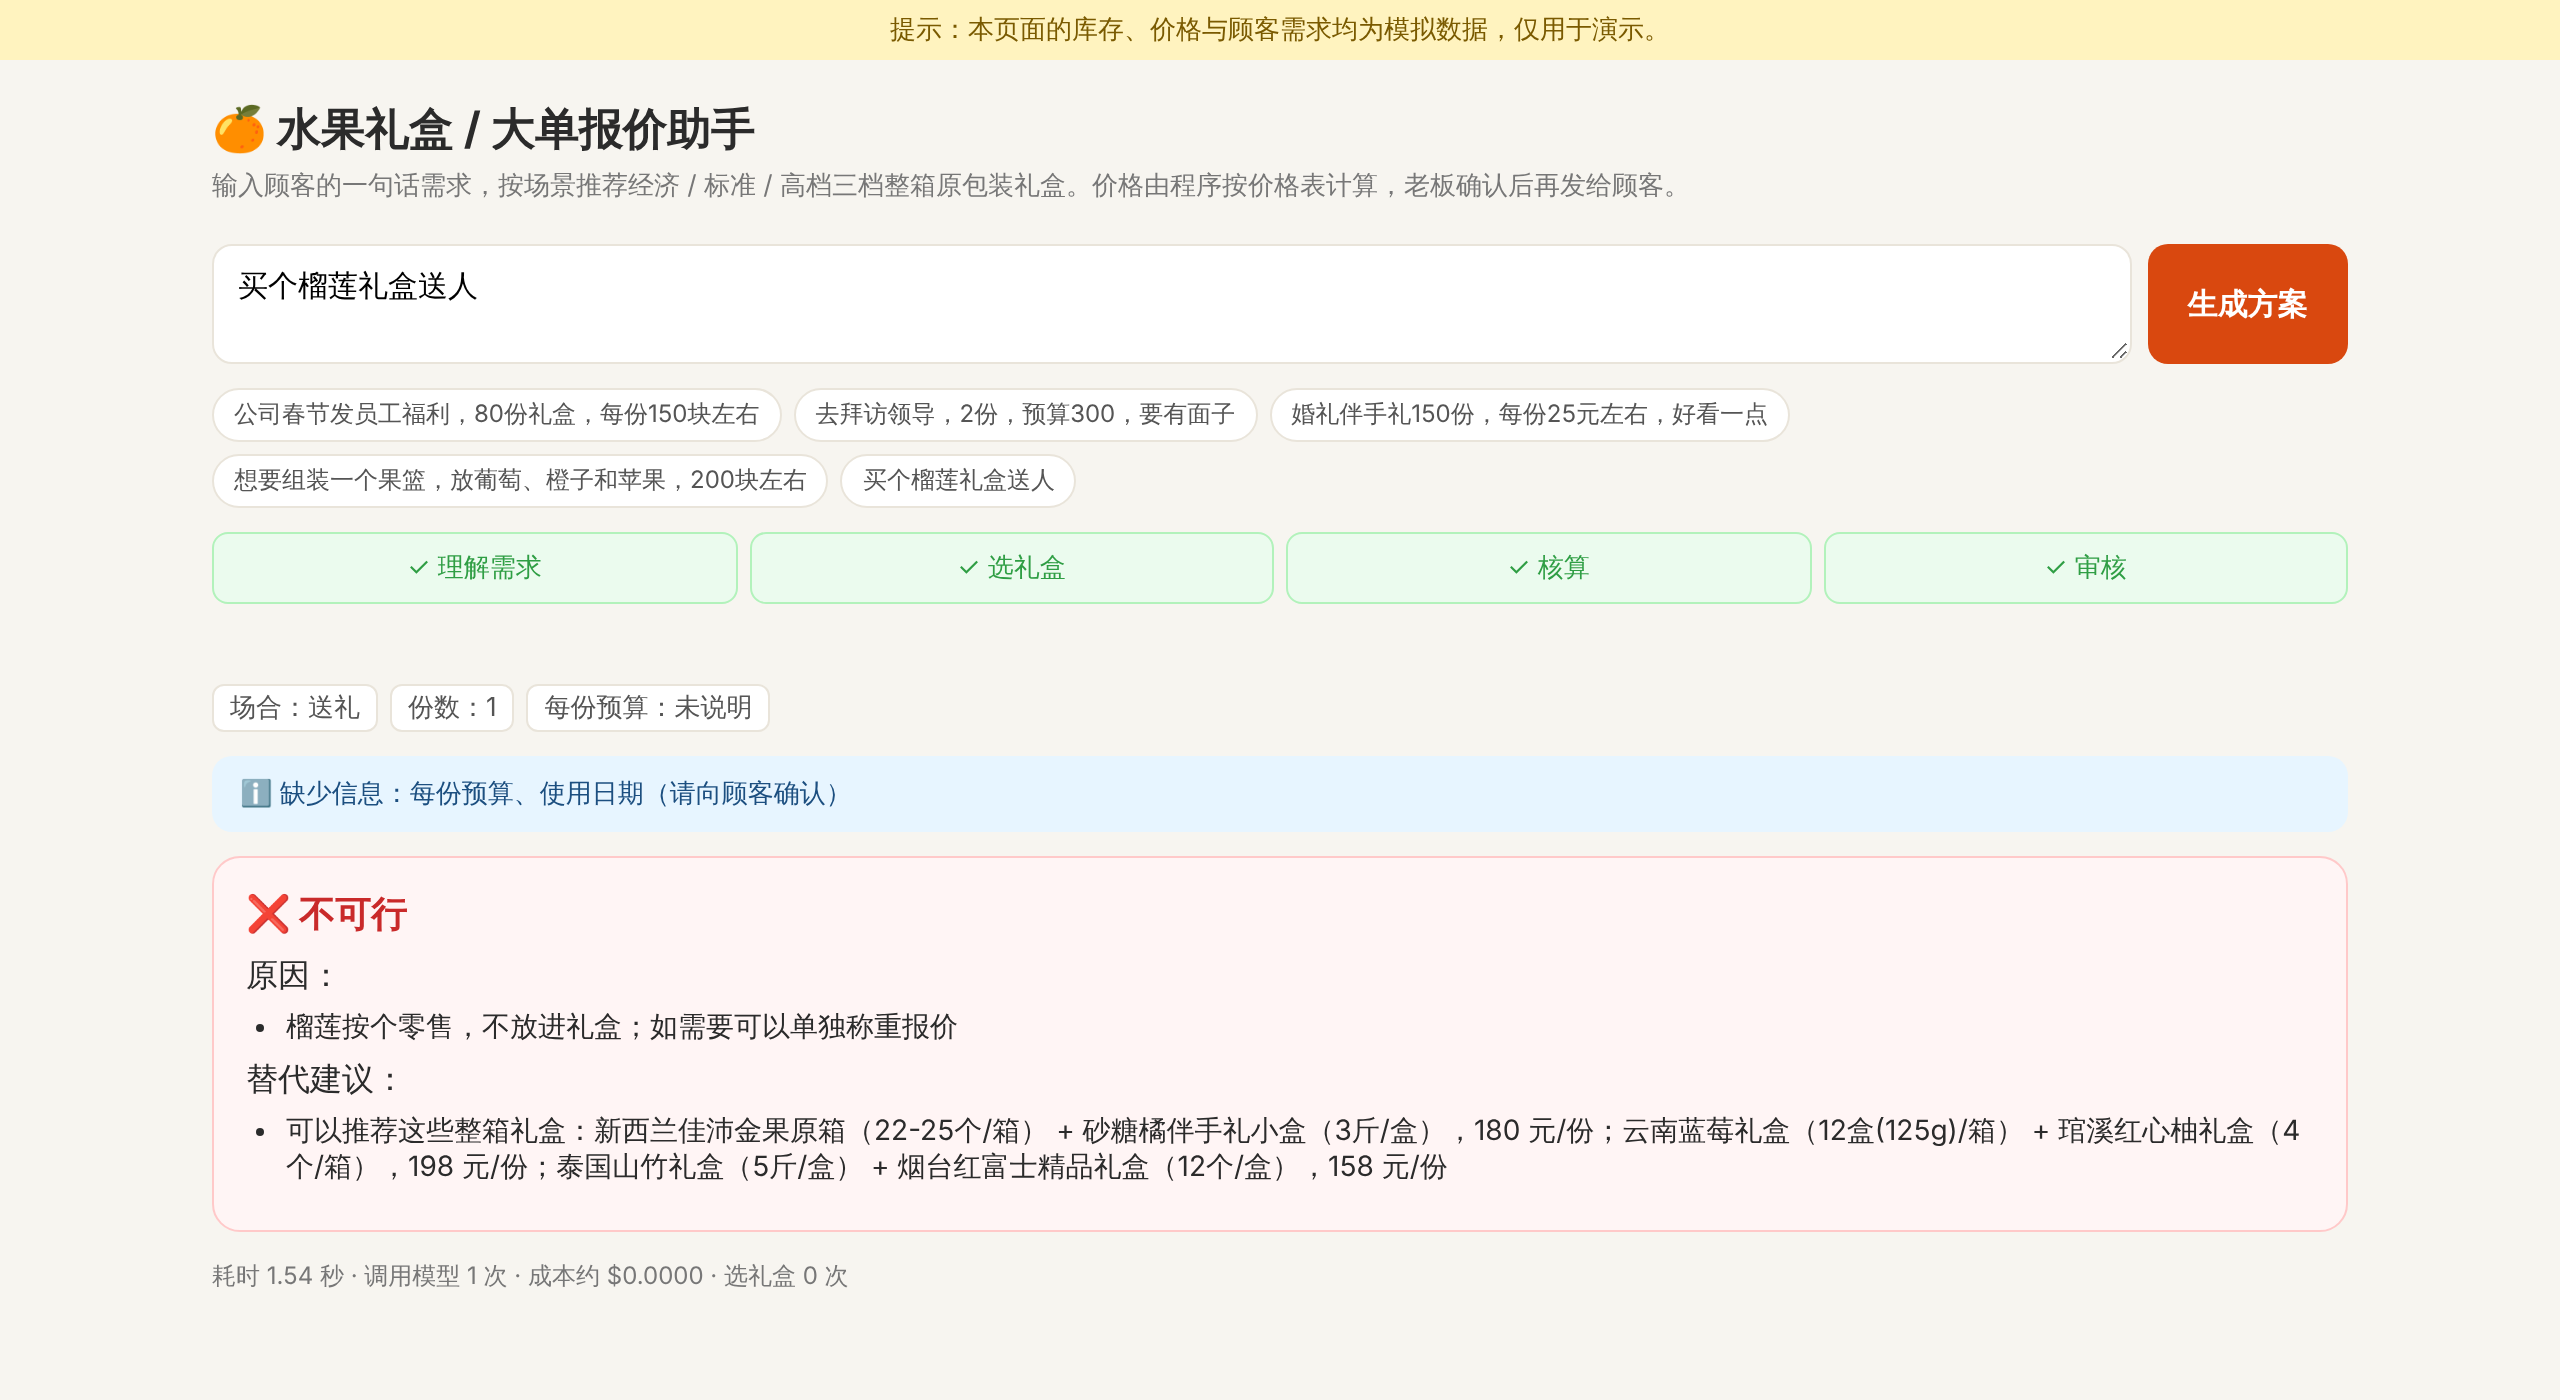 提示：本页面的库存、价格与顾客需求均为模拟数据，仅用于演示。
🍊 水果礼盒 / 大单报价助手
输入顾客的一句话需求，按场景推荐经济 / 标准 / 高档三档整箱原包装礼盒。价格由程序按价格表计算，老板确认后再发给顾客。
买个榴莲礼盒送人
生成方案
公司春节发员工福利，80份礼盒，每份150块左右
去拜访领导，2份，预算300，要有面子
婚礼伴手礼150份，每份25元左右，好看一点
想要组装一个果篮，放葡萄、橙子和苹果，200块左右
买个榴莲礼盒送人
✓ 理解需求
✓ 选礼盒
✓ 核算
✓ 审核
场合：送礼
份数：1
每份预算：未说明
ℹ️ 缺少信息：每份预算、使用日期（请向顾客确认）
❌ 不可行
原因：
• 榴莲按个零售，不放进礼盒；如需要可以单独称重报价
替代建议：
• 可以推荐这些整箱礼盒：新西兰佳沛金果原箱（22-25个/箱） + 砂糖橘伴手礼小盒（3斤/盒），180 元/份；云南蓝莓礼盒（12盒(125g)/箱） + 琯溪红心柚礼盒（4
个/箱），198 元/份；泰国山竹礼盒（5斤/盒） + 烟台红富士精品礼盒（12个/盒），158 元/份
耗时 1.54 秒 · 调用模型 1 次 · 成本约 $0.0000 · 选礼盒 0 次